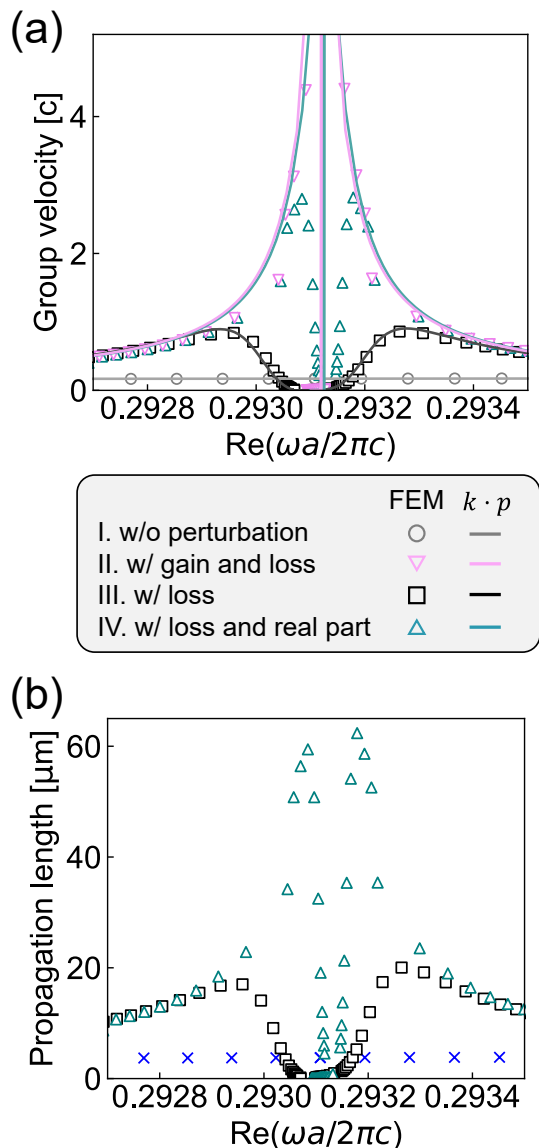 (a)
Group velocity [c]
4
2
0
0.2928 0.2930 0.2932 0.2934
Re(ωa/2πc)
FEM k · p
I. w/o perturbation
II. w/ gain and loss
III. w/ loss
IV. w/ loss and real part
(b)
Propagation length [μm]
60
40
20
0
0.2928 0.2930 0.2932 0.2934
Re(ωa/2πc)